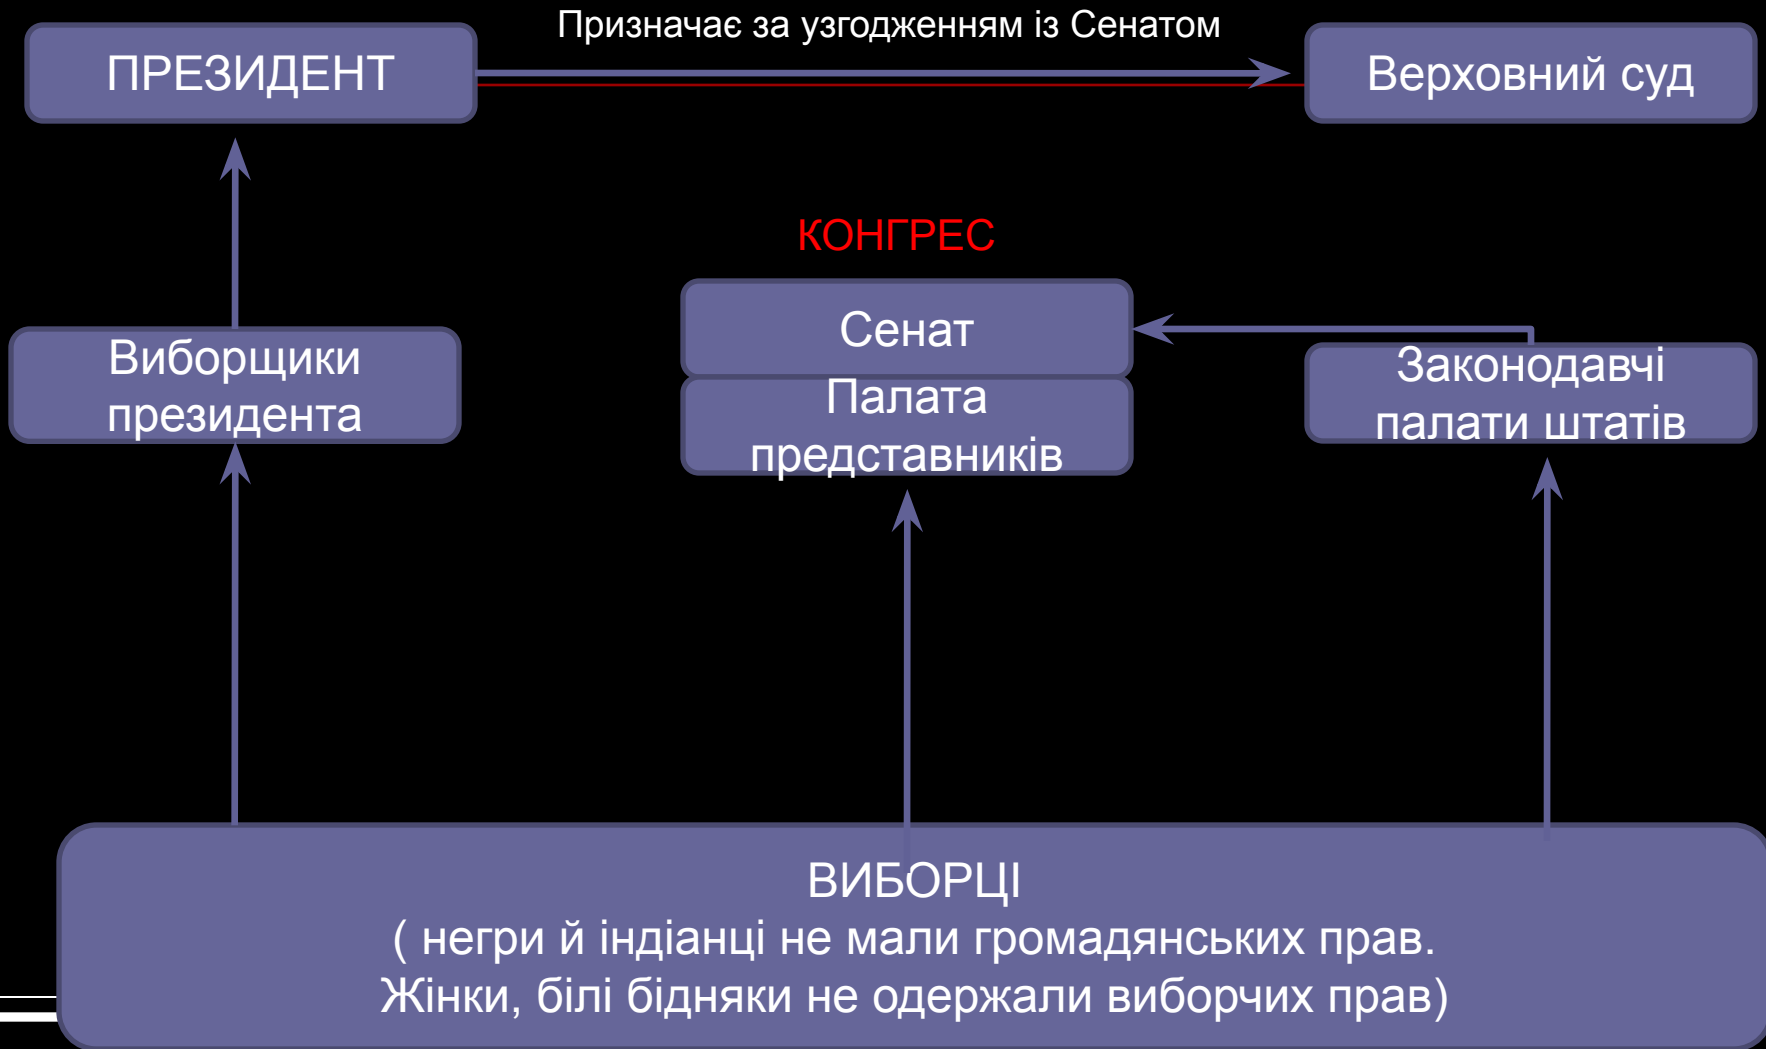 Призначає за узгодженням із Сенатом
ПРЕЗИДЕНТ
Верховний суд
КОНГРЕС
Сенат
Палата
представників
Виборщики
президента
Законодавчі
палати штатів
ВИБОРЦІ
( негри й індіанці не мали громадянських прав.
Жінки, білі бідняки не одержали виборчих прав)